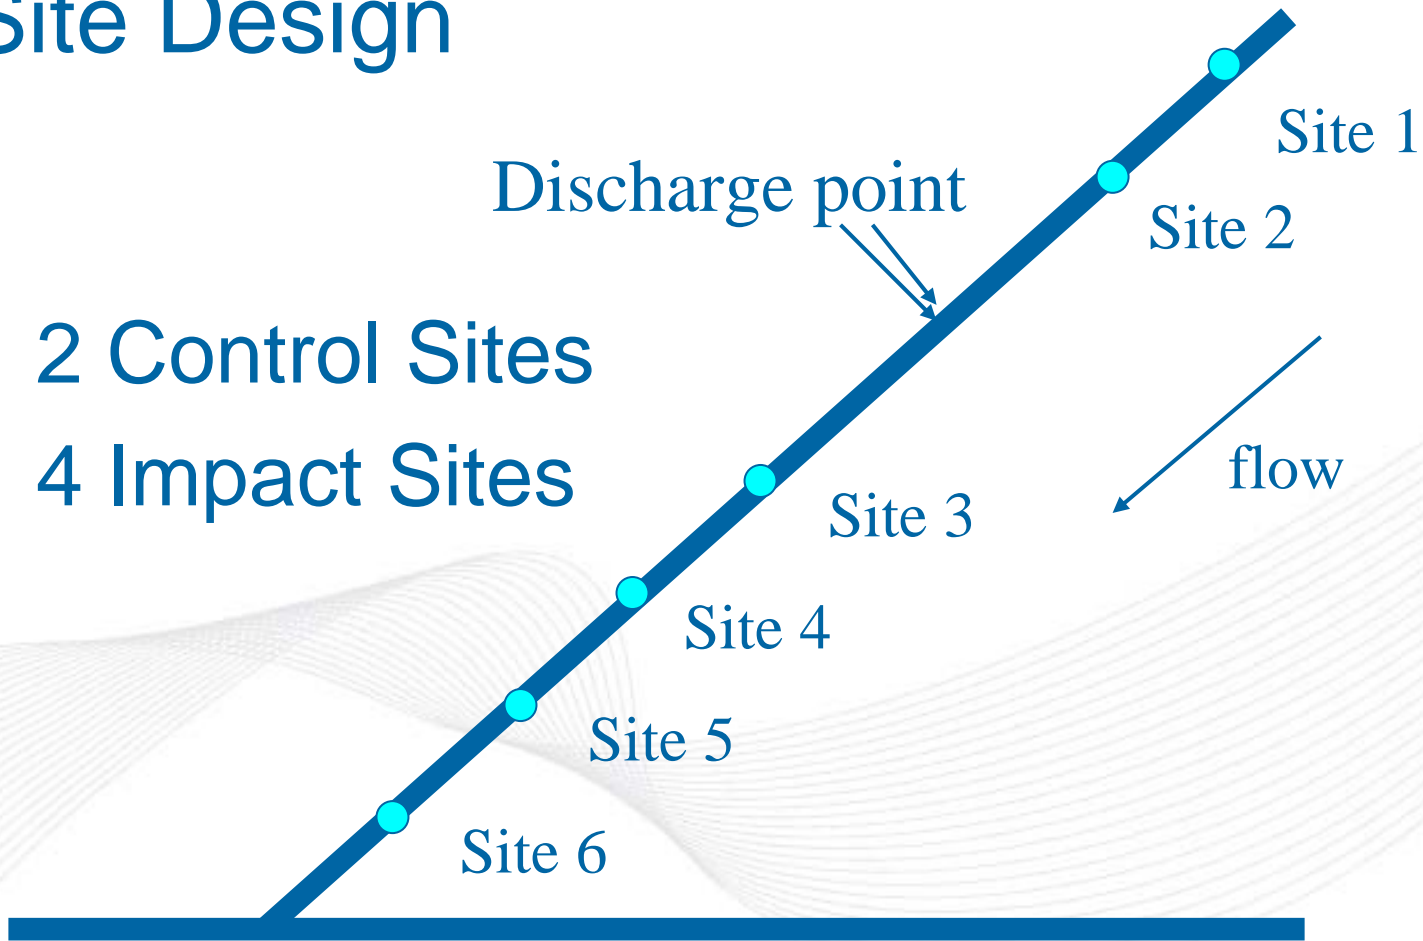 Site Design
Site 1
Discharge point
Site 2
2 Control Sites
4 Impact Sites
flow
Site 3
Site 4
Site 5
Site 6